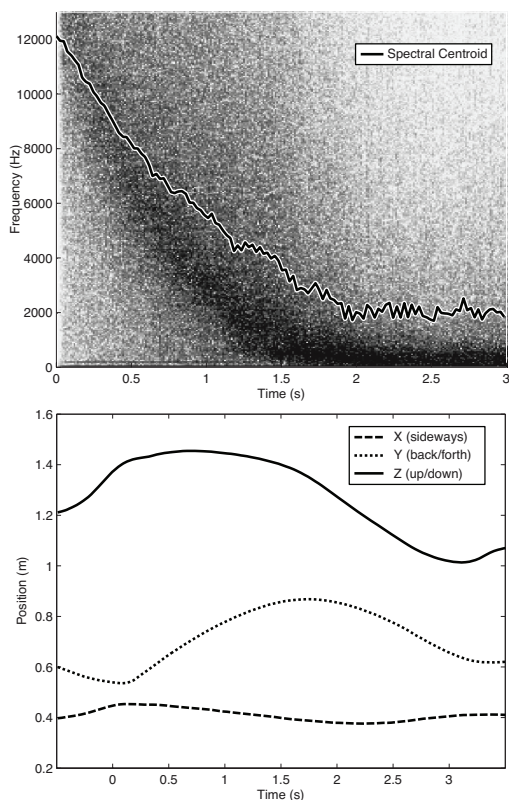 12000
10000
8000
6000
4000
2000
0
Frequency (Hz)
Spectral Centroid
0 0.5 1 1.5 2 2.5 3
Time (s)
1.6
1.4
1.2
1
0.8
0.6
0.4
0.2
Position (m)
X (sideways)
Y (back/forth)
Z (up/down)
0 0.5 1 1.5 2 2.5 3
Time (s)